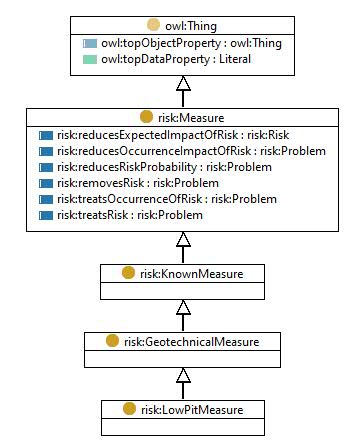 owl:Thing
owl:topObjectProperty : owl:Thing
owl:topDataProperty : Literal
risk:Measure
risk:reducesExpectedImpactOfRisk : risk:Risk
risk:reducesOccurrenceImpactOfRisk : risk:Problem
risk:reducesRiskProbability : risk:Problem
risk:removesRisk : risk:Problem
risk:treatsOccurrenceOfRisk : risk:Problem
risk:treatsRisk : risk:Problem
risk:KnownMeasure
risk:GeotechnicalMeasure
risk:LowPitMeasure